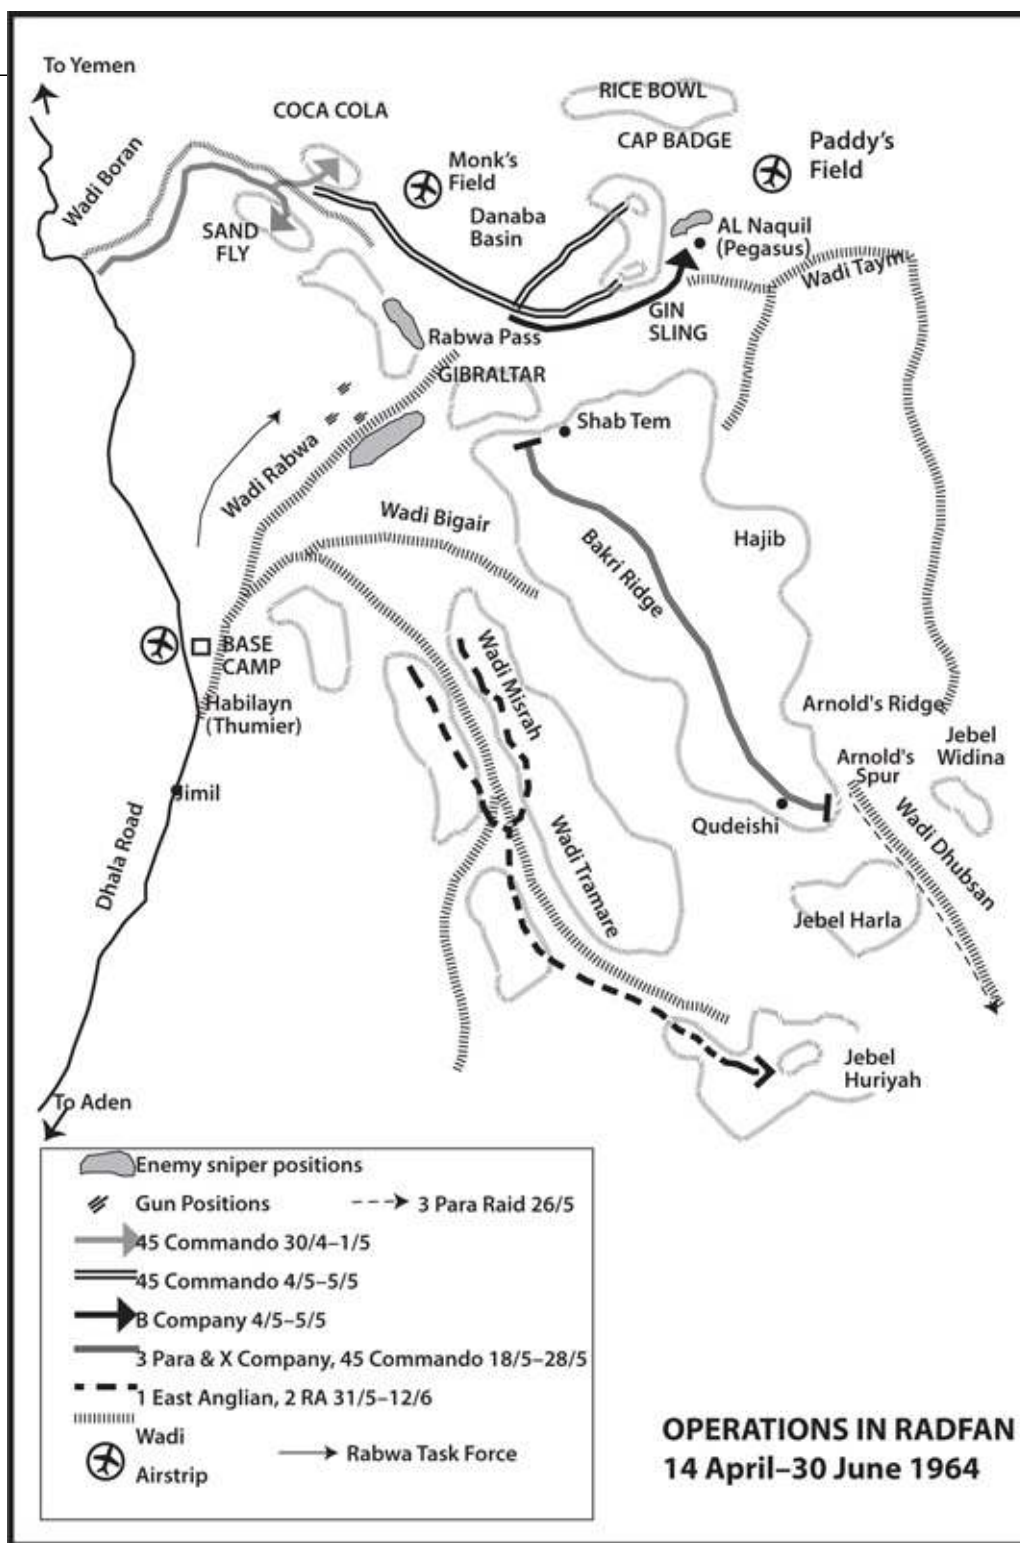 To Yemen
COCA COLA
RICE BOWL
CAP BADGE
Monk's
Field
Paddy's
Field
Wadi Boran
SAND
FLY
Danaba
Basin
AL Naquil
(Pegasus)
Wadi Taym
GIN
SLING
Rabwa Pass
GIBRALTAR
Shab Tem
Wadi Rabwa
Wadi Bigair
Bakri Ridge
Hajib
BASE
CAMP
Habilayn
(Thumier)
Wadi Misrah
Arnold's Ridge
Jebel
Widina
Arnold's
Spur
Jimil
Qudeishi
Dhala Road
Wadi Tramare
Wadi Dhubsan
Jebel Harla
Jebel
Huriyah
To Aden
Enemy sniper positions
Gun Positions
3 Para Raid 26/5
45 Commando 30/4–1/5
45 Commando 4/5–5/5
B Company 4/5–5/5
3 Para & X Company, 45 Commando 18/5–28/5
1 East Anglian, 2 RA 31/5–12/6
Wadi
Airstrip
Rabwa Task Force
OPERATIONS IN RADFAN
14 April–30 June 1964